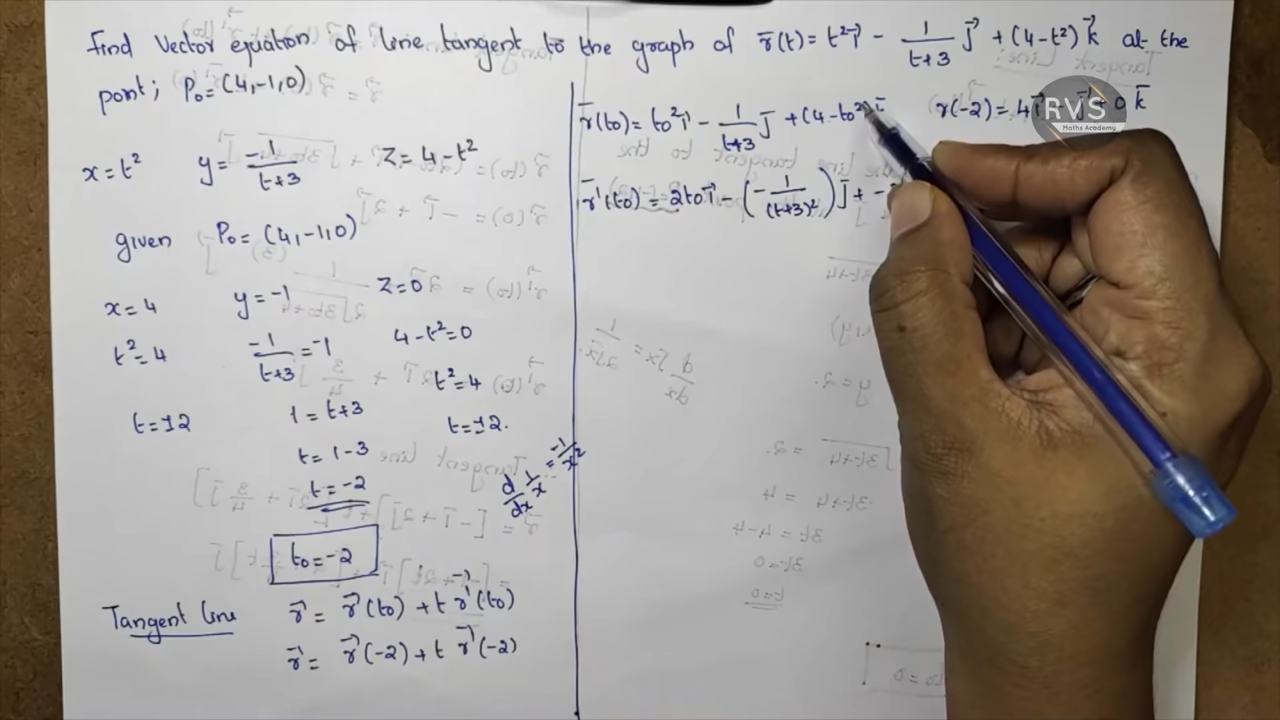 Find Vector equation of line tangent to the graph of r̄(t) = t²i⃗ - 1/(t+3) j⃗ + (4-t²) k⃗ at the
point; P₀ = (4,-1,0)
x = t² y = -1/(t+3) z = 4-t²
given P₀ = (4,-1,0)
x = 4 y = -1 z = 0
t² = 4 -1/(t+3) = -1 4-t² = 0
t² = 4
t = ±2 1 = t+3 t = ±2.
t = 1-3
t = -2
d/dx 1/x = -1/x²
t₀ = -2
Tangent line r⃗ = r⃗(t₀) + t r⃗'(t₀)
r⃗ = r⃗(-2) + t r⃗'(-2)
r̄(t₀) = t₀²i⃗ - 1/(t+3) j̄ + (4-t₀²)
r(-2) = 4i⃗ j⃗ + 0 k̄
r̄'(t₀) = 2t₀i⃗ - (-1/(t+3)²) j̄ + -
RVS
Maths Academy